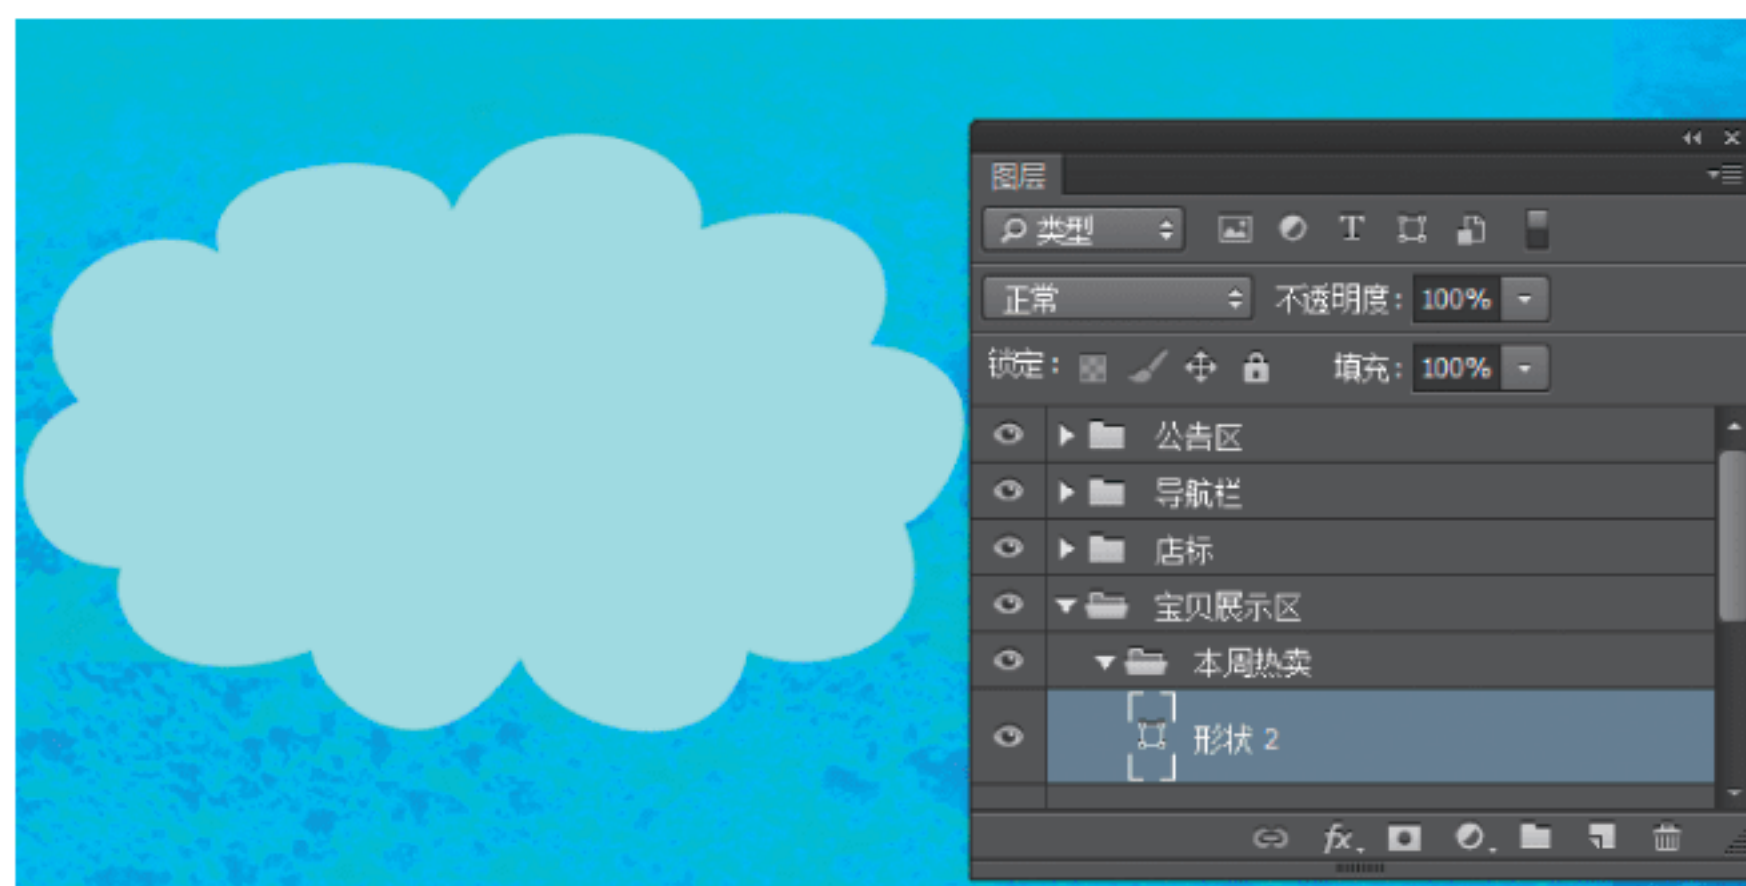 图层
类型
正常 不透明度: 100%
锁定: 填充: 100%
公告区
导航栏
店标
宝贝展示区
本周热卖
形状 2
fx.